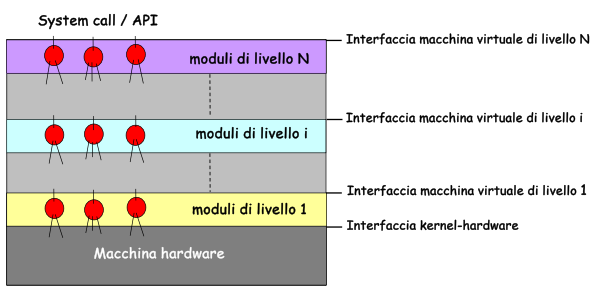 System call / API
Interfaccia macchina virtuale di livello N
moduli di livello N
Interfaccia macchina virtuale di livello i
moduli di livello i
Interfaccia macchina virtuale di livello 1
moduli di livello 1
Interfaccia kernel-hardware
Macchina hardware